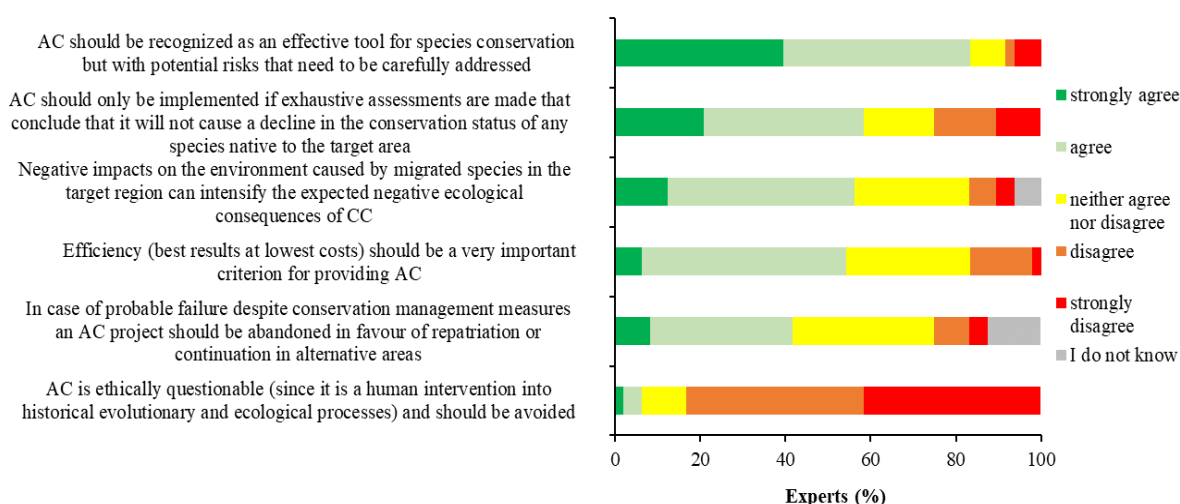 AC should be recognized as an effective tool for species conservation
but with potential risks that need to be carefully addressed
AC should only be implemented if exhaustive assessments are made that
conclude that it will not cause a decline in the conservation status of any
species native to the target area
Negative impacts on the environment caused by migrated species in the
target region can intensify the expected negative ecological
consequences of CC
Efficiency (best results at lowest costs) should be a very important
criterion for providing AC
In case of probable failure despite conservation management measures
an AC project should be abandoned in favour of repatriation or
continuation in alternative areas
AC is ethically questionable (since it is a human intervention into
historical evolutionary and ecological processes) and should be avoided
strongly agree
agree
neither agree
nor disagree
disagree
strongly
disagree
I do not know
0 20 40 60 80 100
Experts (%)